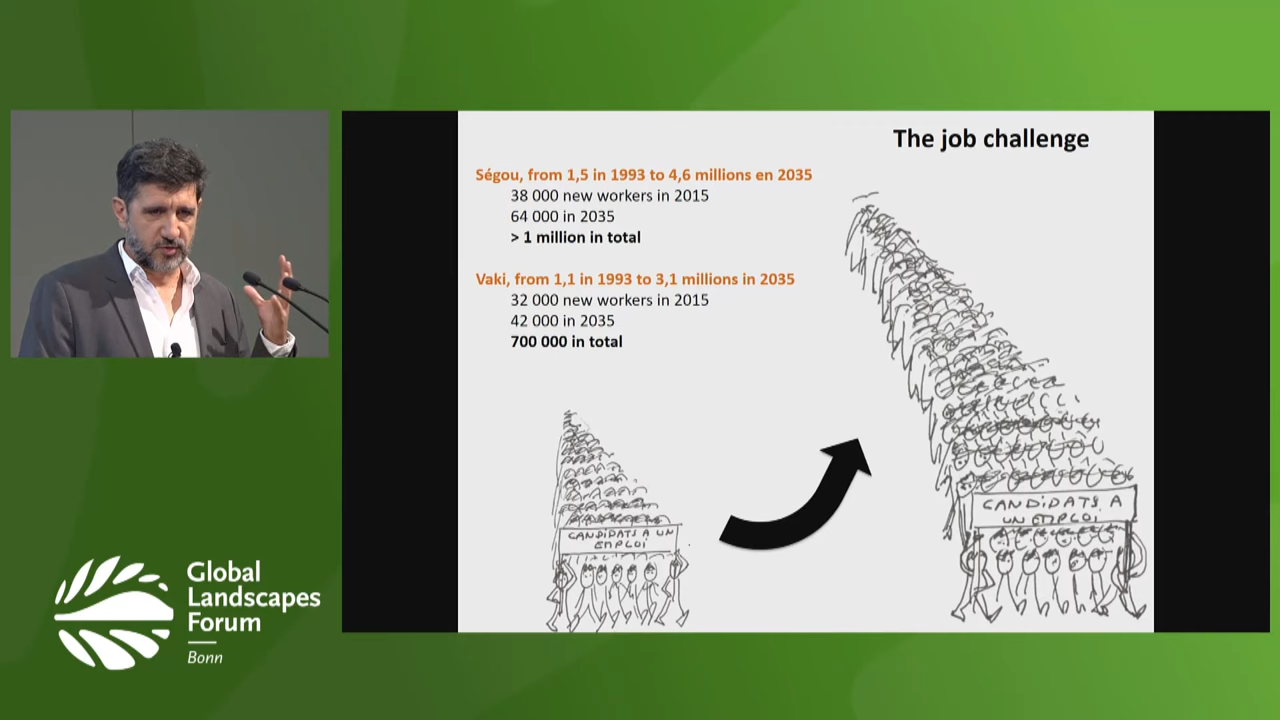 The job challenge
Ségou, from 1,5 in 1993 to 4,6 millions en 2035
38 000 new workers in 2015
64 000 in 2035
> 1 million in total
Vaki, from 1,1 in 1993 to 3,1 millions in 2035
32 000 new workers in 2015
42 000 in 2035
700 000 in total
CANDIDATS A UN
EMPLOI
CANDIDATS A
UN EMPLOI
Global
Landscapes
Forum
Bonn